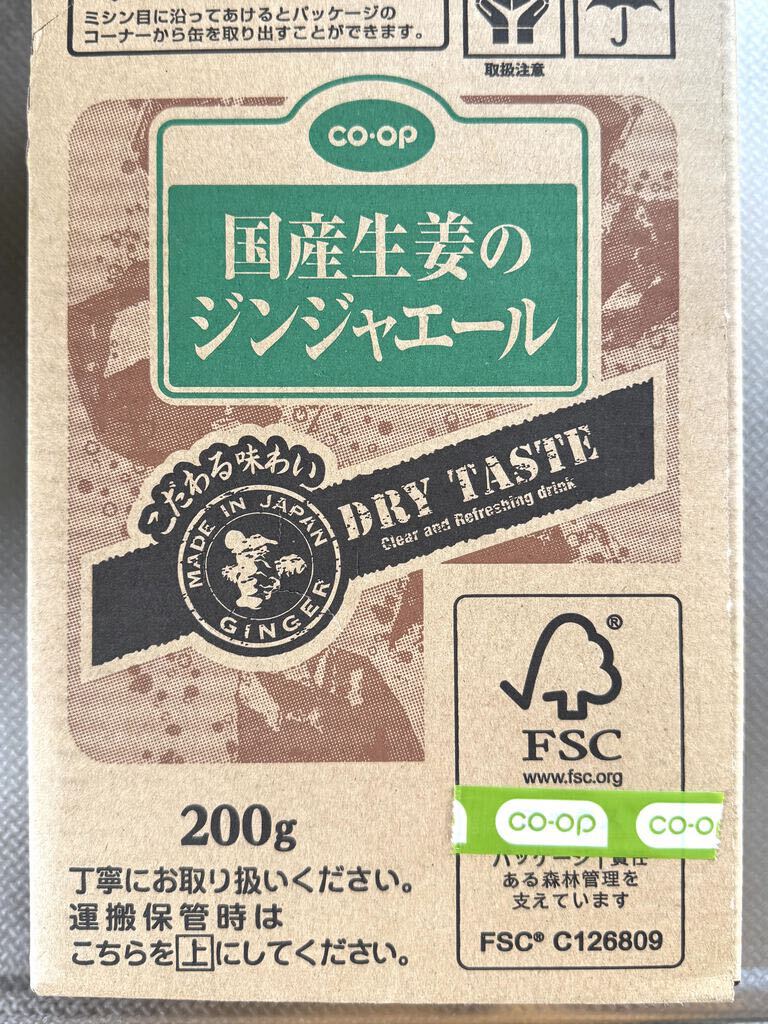 ミシン目に沿ってあけるとパッケージの
コーナーから缶を取り出すことができます。
取扱注意
CO·OP
国産生姜の
ジンジャエール
こだわる味わい
MADE IN JAPAN
GINGER
DRY TASTE
Clear and Refreshing drink
FSC®
www.fsc.org
CO·OP
CO·O
ある森林管理を
支えています
FSC® C126809
200g
丁寧にお取り扱いください。
運搬保管時は
こちらを上にしてください。